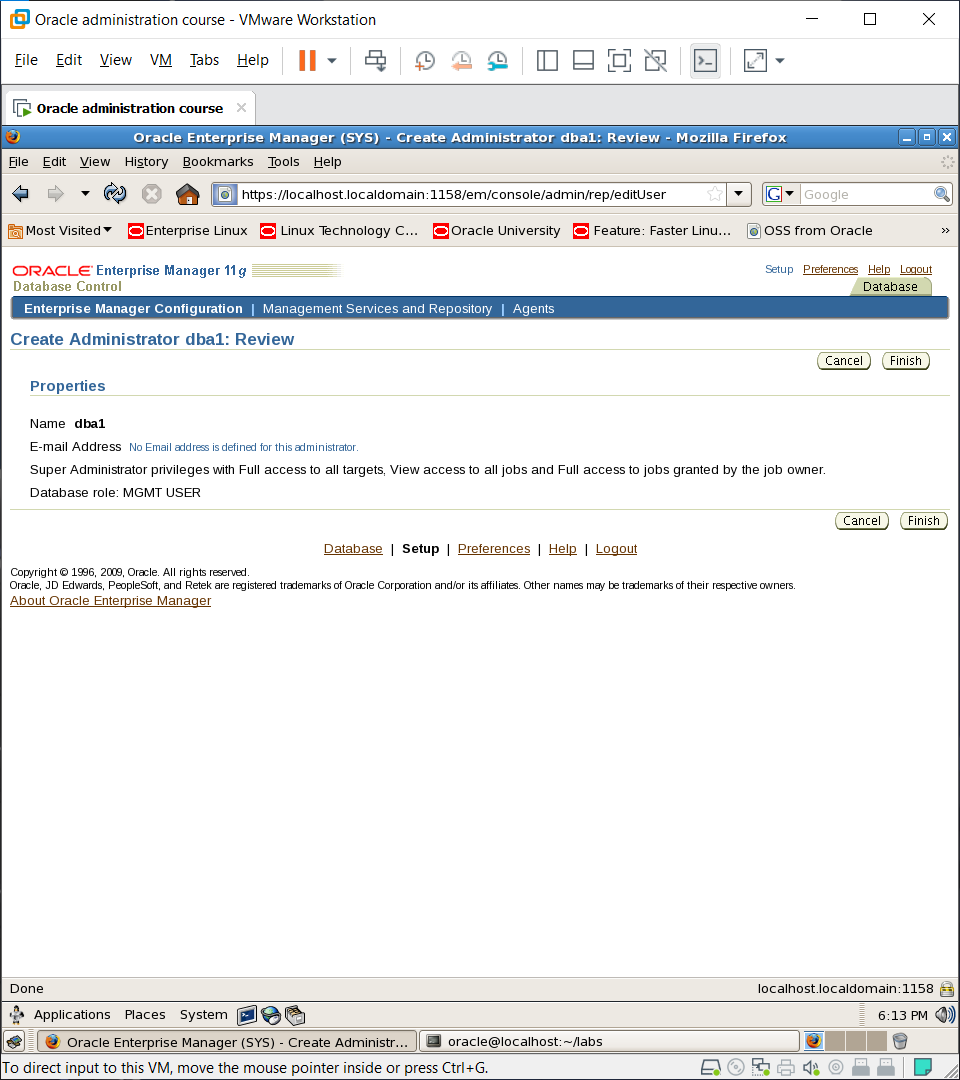 Oracle administration course - VMware Workstation
File Edit View VM Tabs Help
Oracle administration course
Oracle Enterprise Manager (SYS) - Create Administrator dba1: Review - Mozilla Firefox
File Edit View History Bookmarks Tools Help
https://localhost.localdomain:1158/em/console/admin/rep/editUser
G Google
Most Visited Enterprise Linux Linux Technology C... Oracle University Feature: Faster Linu... OSS from Oracle »
ORACLE Enterprise Manager 11g
Database Control
Setup Preferences Help Logout
Database
Enterprise Manager Configuration | Management Services and Repository | Agents
Create Administrator dba1: Review
Cancel Finish
Properties
Name dba1
E-mail Address No Email address is defined for this administrator.
Super Administrator privileges with Full access to all targets, View access to all jobs and Full access to jobs granted by the job owner.
Database role: MGMT USER
Cancel Finish
Database | Setup | Preferences | Help | Logout
Copyright © 1996, 2009, Oracle. All rights reserved.
Oracle, JD Edwards, PeopleSoft, and Retek are registered trademarks of Oracle Corporation and/or its affiliates. Other names may be trademarks of their respective owners.
About Oracle Enterprise Manager
Done localhost.localdomain:1158
Applications Places System 6:13 PM
Oracle Enterprise Manager (SYS) - Create Administr... oracle@localhost:~/labs
To direct input to this VM, move the mouse pointer inside or press Ctrl+G.